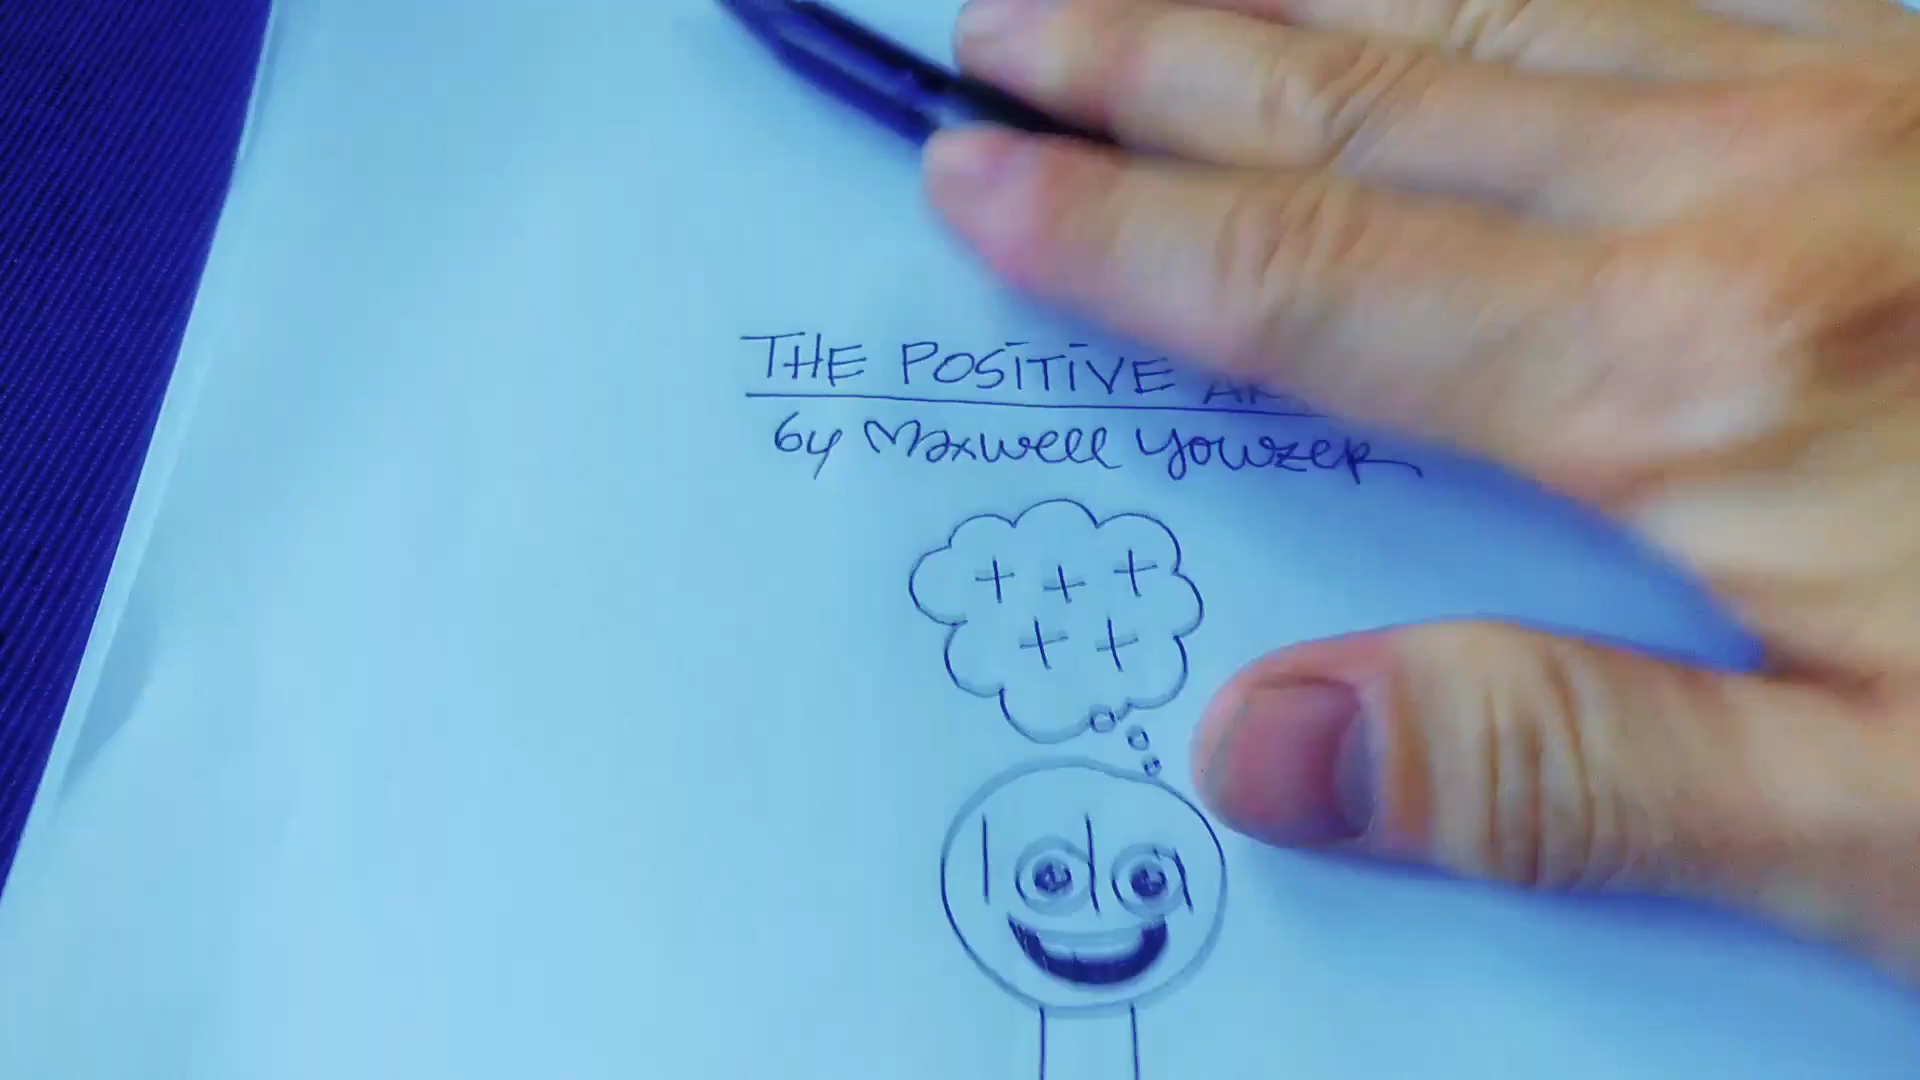 THE POSITIVE
by Maxwell Yowzer
+ + +
+ +